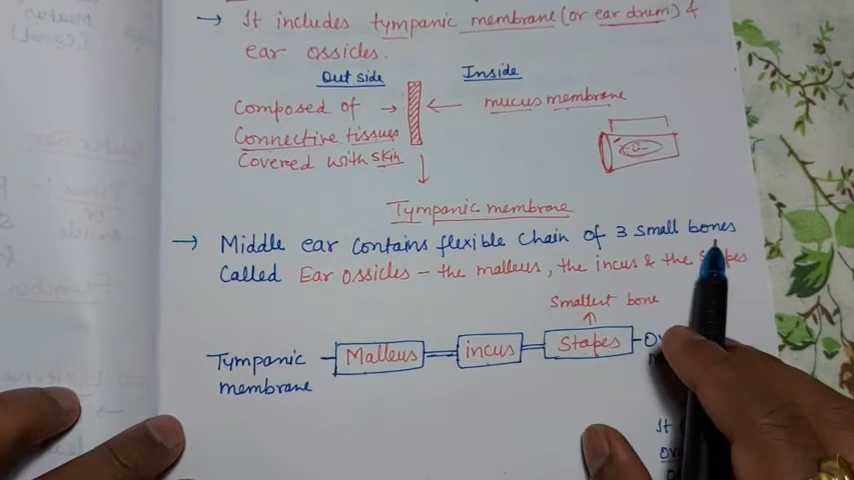 → It includes tympanic membrane (or ear drum) &
ear ossicles.
Out side
Inside
Composed of →
← mucus membrane
Connective tissues
Covered with skin
Tympanic membrane
→ Middle ear contains flexible chain of 3 small bones
called Ear ossicles - the malleus, the incus & the stapes
Smallest bone
Tympanic
membrane
Malleus
incus
Stapes